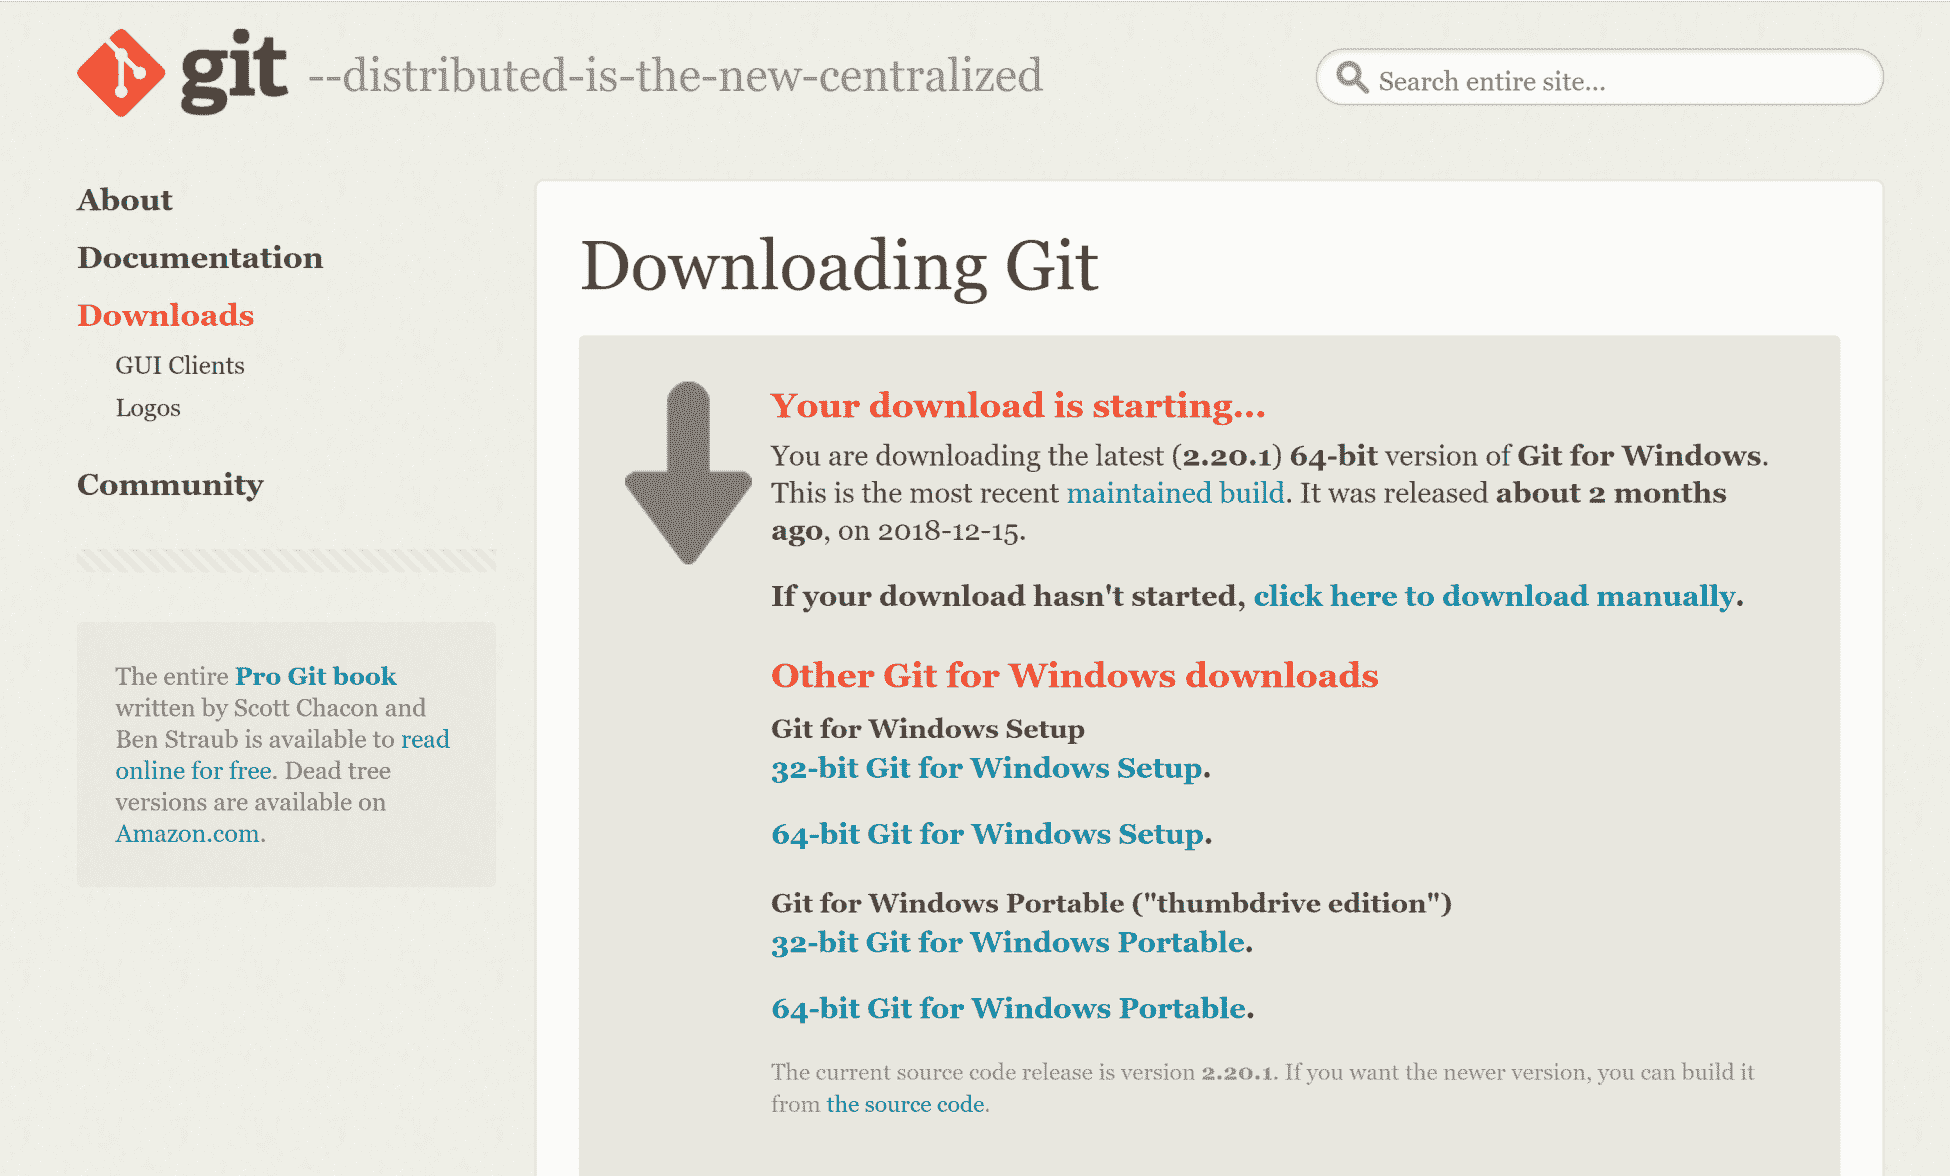 git --distributed-is-the-new-centralized
Search entire site...
About
Documentation
Downloads
GUI Clients
Logos
Community
The entire Pro Git book
written by Scott Chacon and
Ben Straub is available to read
online for free. Dead tree
versions are available on
Amazon.com.
Downloading Git
Your download is starting...
You are downloading the latest (2.20.1) 64-bit version of Git for Windows.
This is the most recent maintained build. It was released about 2 months
ago, on 2018-12-15.
If your download hasn't started, click here to download manually.
Other Git for Windows downloads
Git for Windows Setup
32-bit Git for Windows Setup.
64-bit Git for Windows Setup.
Git for Windows Portable ("thumbdrive edition")
32-bit Git for Windows Portable.
64-bit Git for Windows Portable.
The current source code release is version 2.20.1. If you want the newer version, you can build it
from the source code.